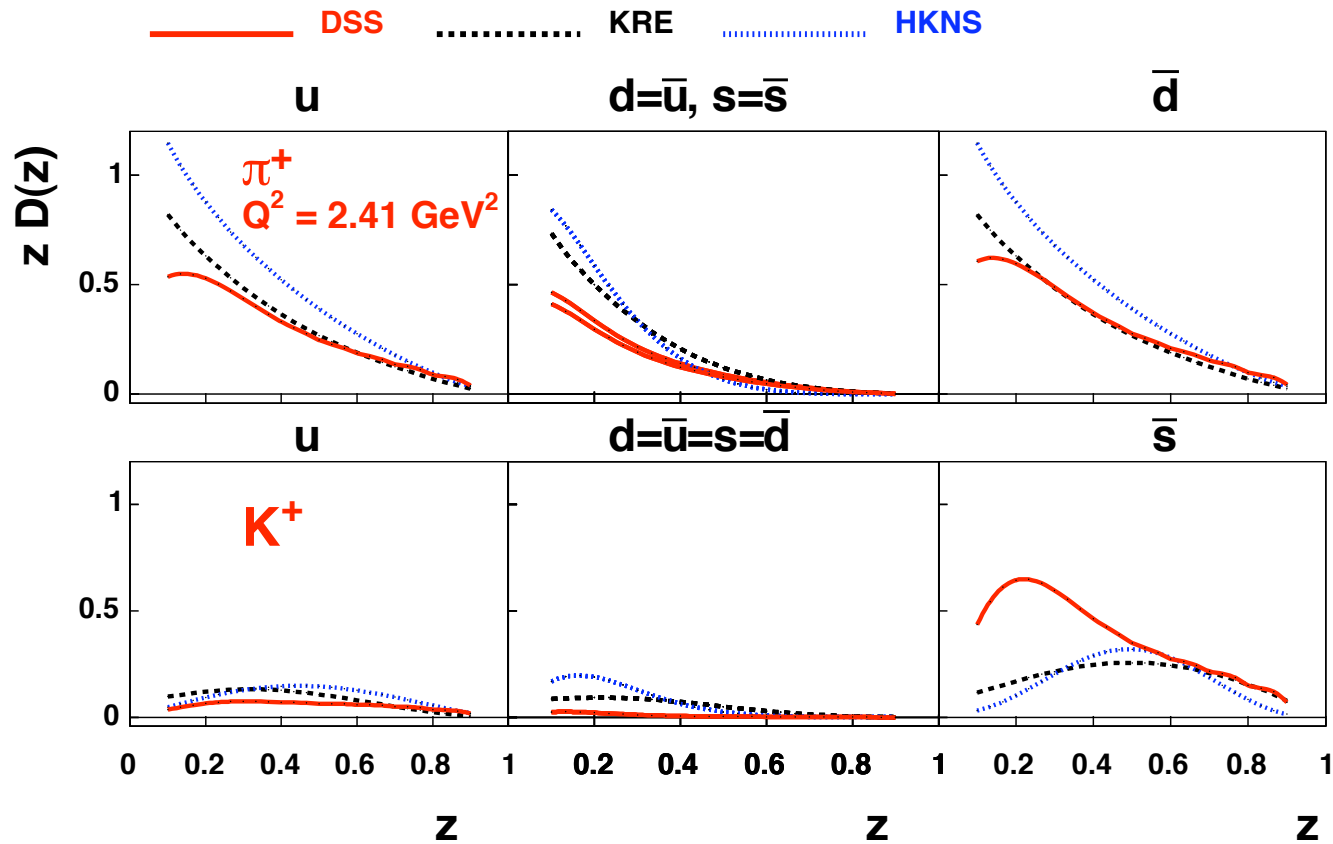 DSS KRE HKNS
u d=u̅, s=s̅ d̅
z D(z)
1
0.5
0
π⁺
Q² = 2.41 GeV²
u d=u̅=s=d̅ s̅
1
0.5
0
K⁺
0 0.2 0.4 0.6 0.8 1 0.2 0.4 0.6 0.8 1 0.2 0.4 0.6 0.8 1
z z z